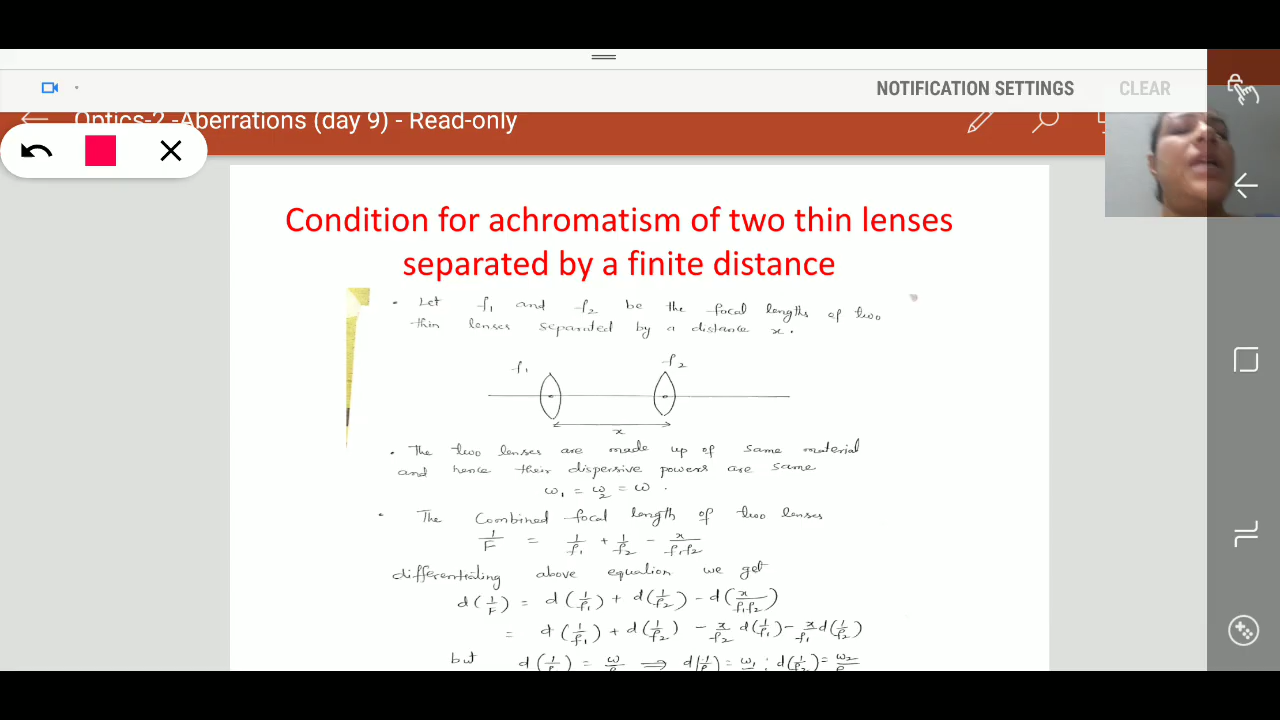 NOTIFICATION SETTINGS CLEAR
Optics-2 -Aberrations (day 9) - Read-only
Condition for achromatism of two thin lenses
separated by a finite distance
• Let f₁ and f₂ be the focal lengths of two
thin lenses separated by a distance x.
f₁ f₂
x
• The two lenses are made up of same material
and hence their dispersive powers are same
ω₁ = ω₂ = ω .
• The Combined focal length of two lenses
1/F = 1/f₁ + 1/f₂ - x/f₁f₂
differentiating above equation we get
d(1/F) = d(1/f₁) + d(1/f₂) - d(x/f₁f₂)
= d(1/f₁) + d(1/f₂) - x/f₂ d(1/f₁) - x/f₁ d(1/f₂)
but